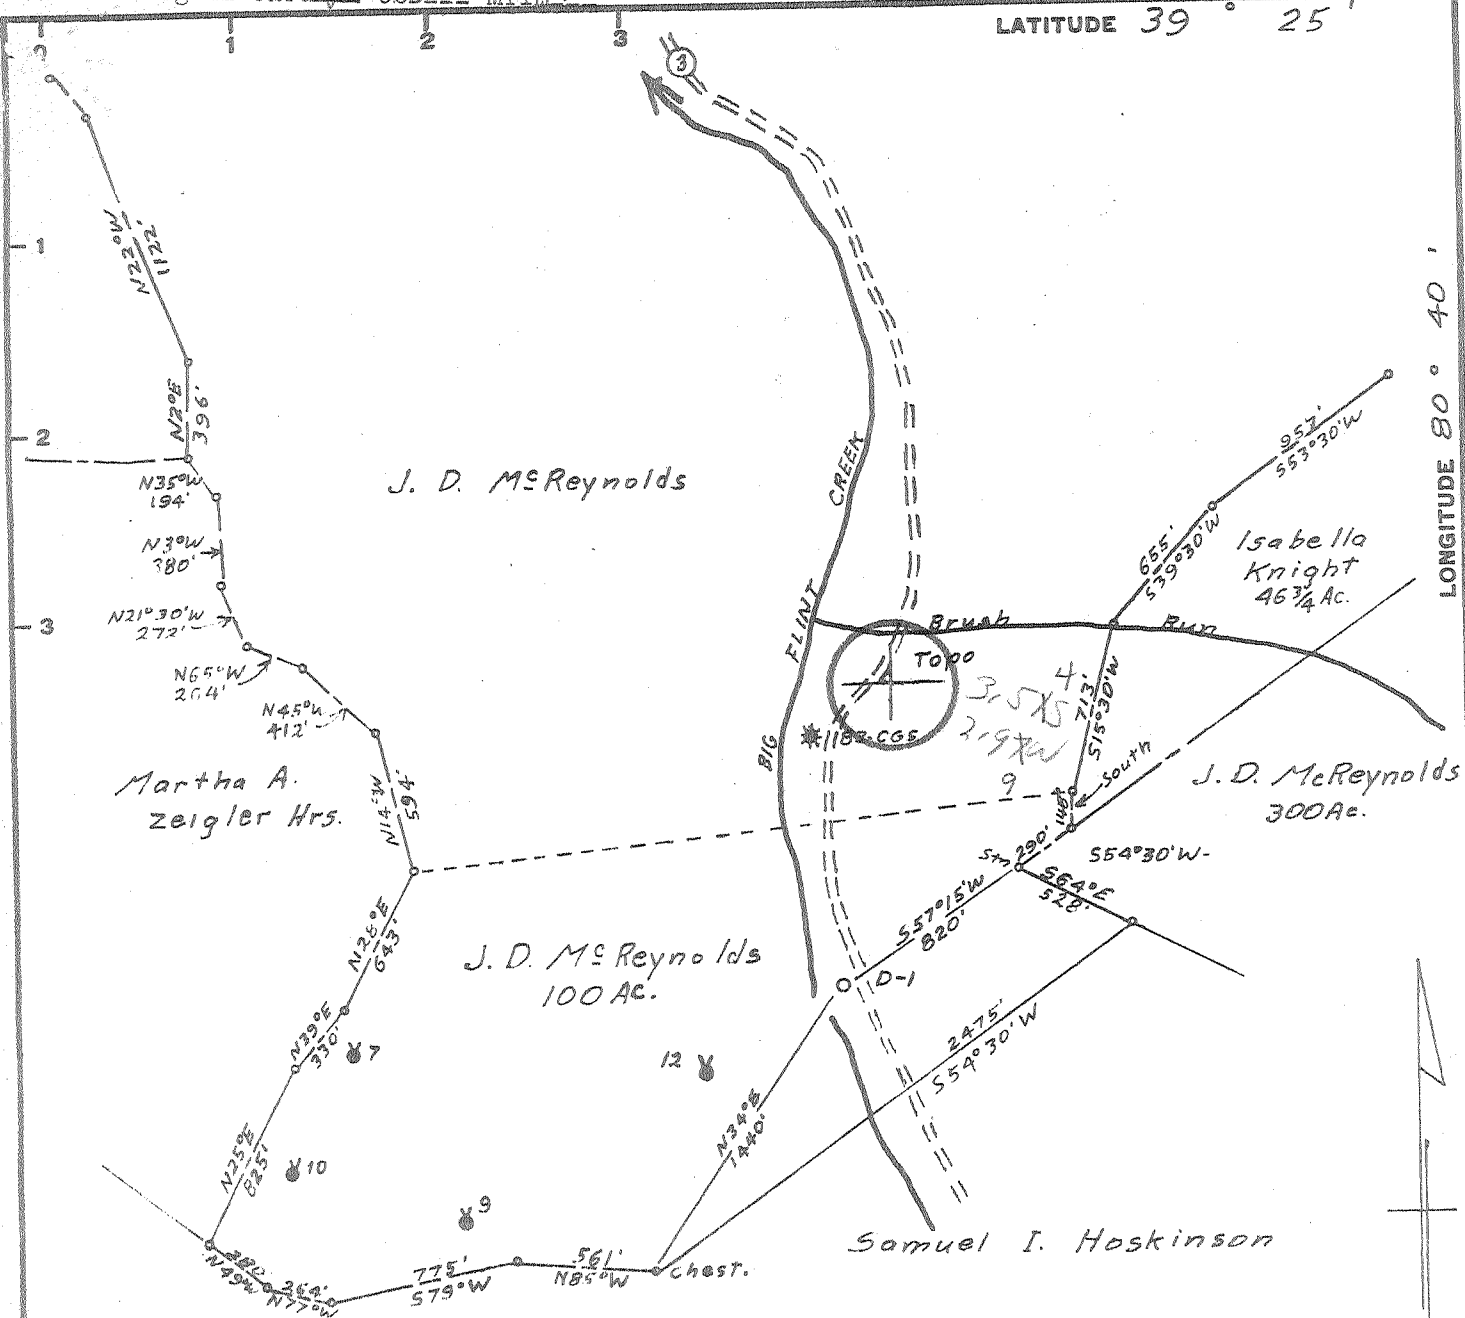 LATITUDE 39 ° 25 '
0 1 2 3
3
LONGITUDE 80 ° 40 '
1
2
3
N22°W
1122'
N2°E
396'
N35°W
194'
N3°W
380'
N21°30'W
272'
N65°W
264'
N45°W
412'
N14°W
594'
J. D. McReynolds
BIG FLINT CREEK
957'
S53°30'W
655'
S39°30'W
Isabella
Knight
46 3/4 Ac.
Brush Run
Topo
4
3.5 X S
2.9 X W
9
713'
S15°30'W
CGS
South
148'
Martha A.
Zeigler Hrs.
J. D. McReynolds
300 Ac.
290'
Stn
S54°30'W-
S64°E
528'
S57°15'W
820'
N28°E
643'
J. D. McReynolds
100 Ac.
D-1
N39°E
330'
7
12
2475'
S54°30'W
N34°E
1440'
N25°E
825'
10
9
Samuel I. Hoskinson
N49°W
264'
N77°W
775'
S79°W
561'
N85°W
Chest.